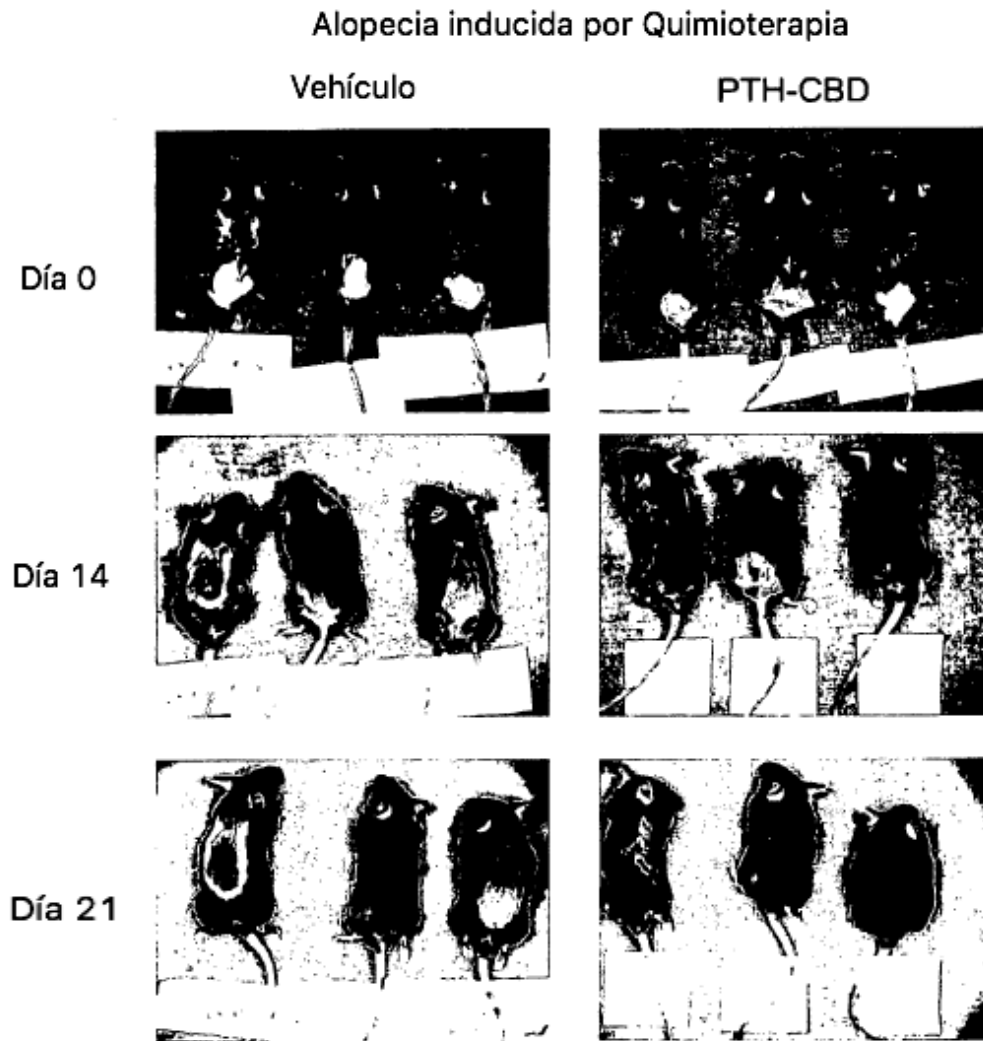 Alopecia inducida por Quimioterapia
Vehículo
PTH-CBD
Día 0
Día 14
Día 21